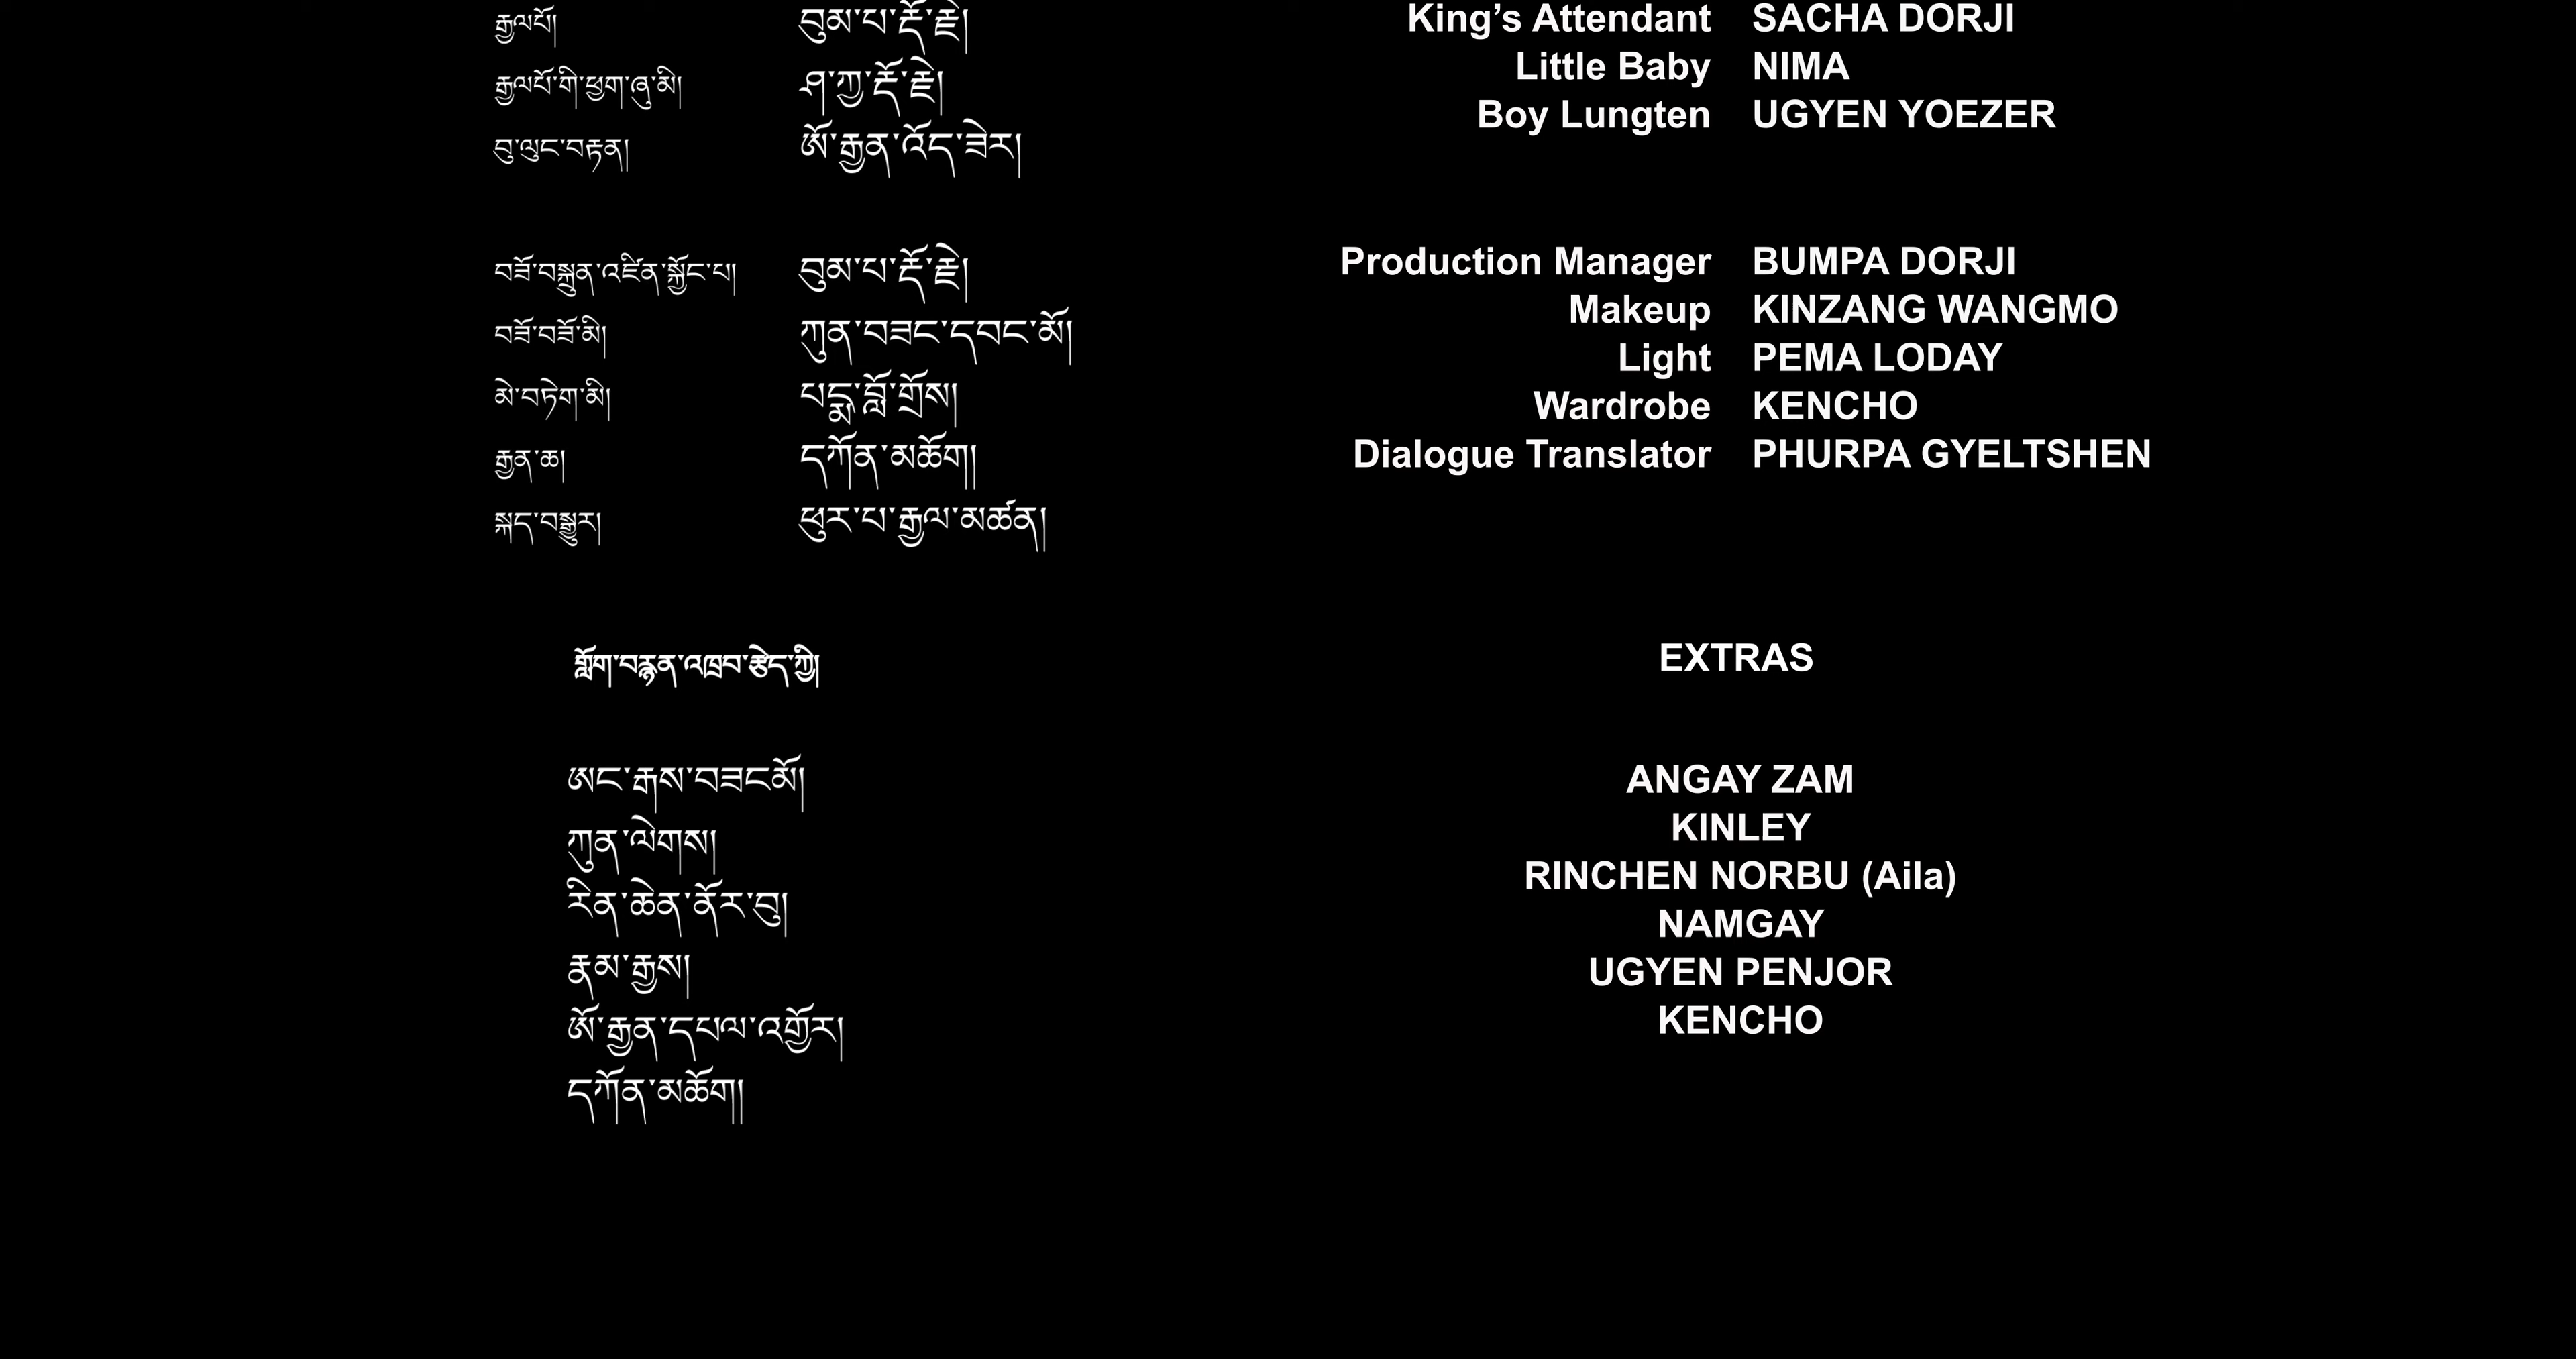 རྒྱལཔོ། བུམ་པ་རྡོ་རྗེ།
རྒྱལཔོ་གི་ཕྱག་ཞུ་མི། ཤ་ཀྱ་རྡོ་རྗེ།
བུ་ལུང་བརྟན། ཨོ་རྒྱན་འོད་ཟེར།
བཟོ་བསྐྲུན་འཛིན་སྐྱོང་པ། བུམ་པ་རྡོ་རྗེ།
བཟོ་བཟོ་མི། ཀུན་བཟང་དབང་མོ།
མེ་བཏེག་མི། པདྨ་བློ་གྲོས།
རྒྱན་ཆ། དཀོན་མཆོག།
སྐད་བསྒྱུར། ཕུར་པ་རྒྱལ་མཚན།
གློག་བརྙན་འཁྲབ་རྩེད་ཀྱི།
ཨང་རྒས་བཟངམོ།
ཀུན་ལེགས།
རིན་ཆེན་ནོར་བུ།
རྣམ་རྒྱས།
ཨོ་རྒྱན་དཔལ་འབྱོར།
དཀོན་མཆོག།
King’s Attendant SACHA DORJI
Little Baby NIMA
Boy Lungten UGYEN YOEZER
Production Manager BUMPA DORJI
Makeup KINZANG WANGMO
Light PEMA LODAY
Wardrobe KENCHO
Dialogue Translator PHURPA GYELTSHEN
EXTRAS
ANGAY ZAM
KINLEY
RINCHEN NORBU (Aila)
NAMGAY
UGYEN PENJOR
KENCHO